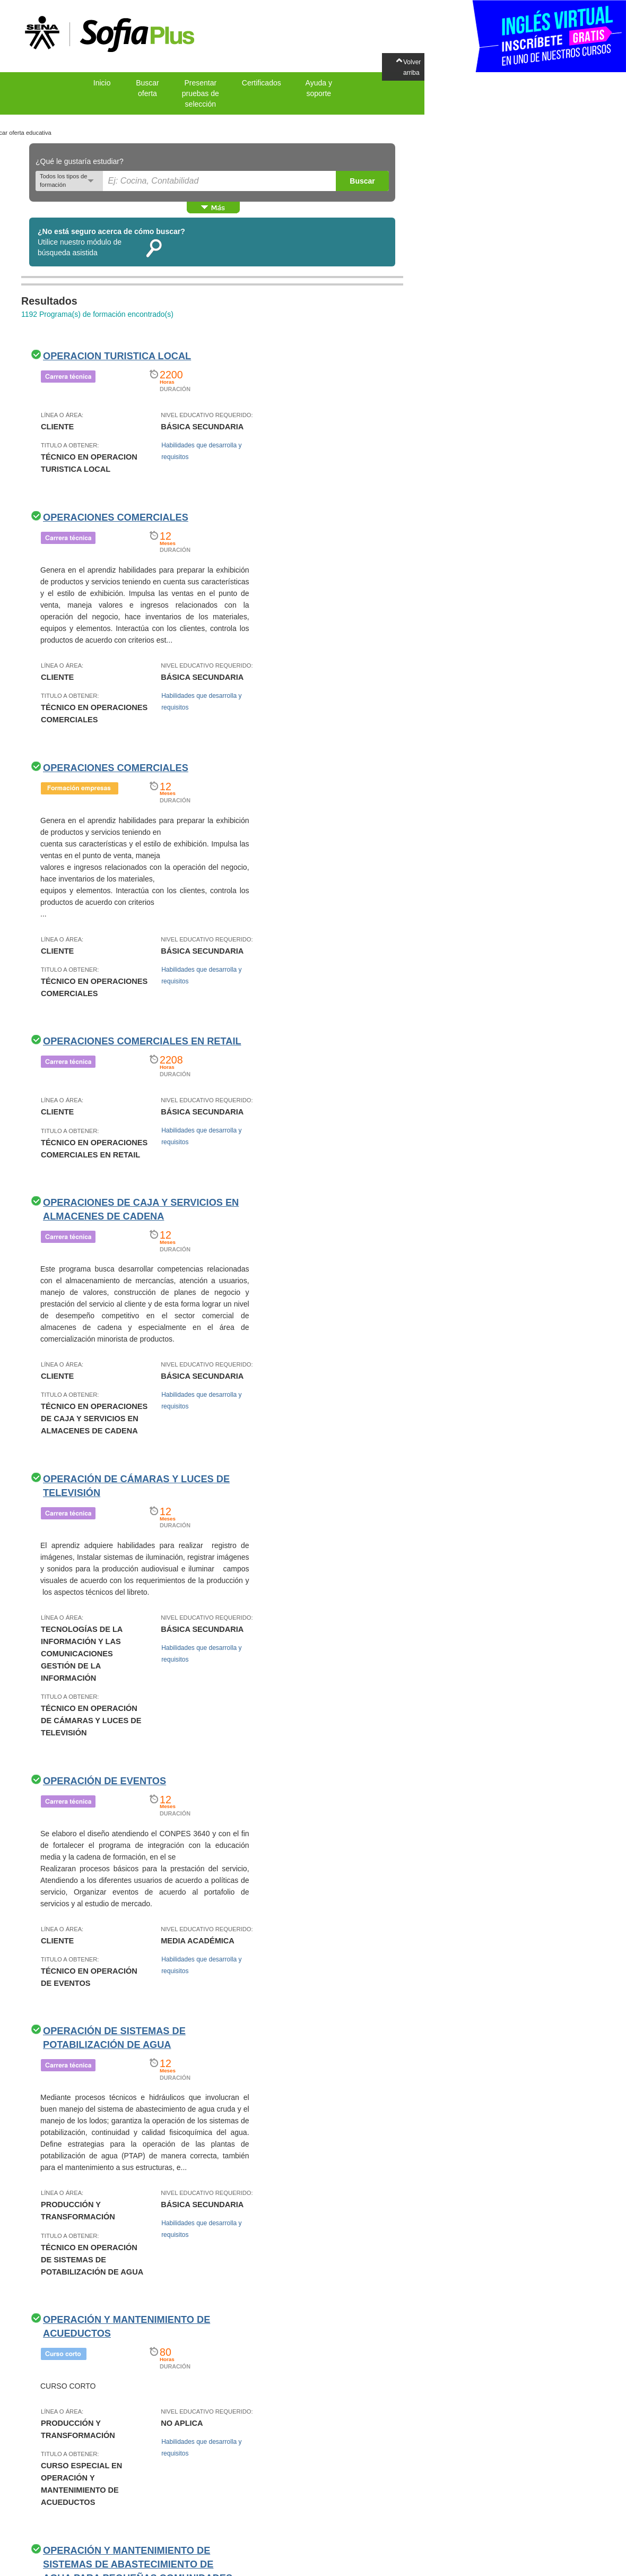 SENA
Sofia Plus
INGLÉS VIRTUAL
INSCRÍBETE GRATIS
EN UNO DE NUESTROS CURSOS
Volver
arriba
Inicio
Buscar
oferta
Presentar
pruebas de
selección
Certificados
Ayuda y
soporte
car oferta educativa
¿Qué le gustaría estudiar?
Todos los tipos de
formación
Ej: Cocina, Contabilidad
Buscar
Más
¿No está seguro acerca de cómo buscar?
Utilice nuestro módulo de
búsqueda asistida
Resultados
1192 Programa(s) de formación encontrado(s)
OPERACION TURISTICA LOCAL
Carrera técnica
2200
Horas
DURACIÓN
LÍNEA O ÁREA:
CLIENTE
NIVEL EDUCATIVO REQUERIDO:
BÁSICA SECUNDARIA
TITULO A OBTENER:
TÉCNICO EN OPERACION
TURISTICA LOCAL
Habilidades que desarrolla y
requisitos
OPERACIONES COMERCIALES
Carrera técnica
12
Meses
DURACIÓN
Genera en el aprendiz habilidades para preparar la exhibición
de productos y servicios teniendo en cuenta sus características
y el estilo de exhibición. Impulsa las ventas en el punto de
venta, maneja valores e ingresos relacionados con la
operación del negocio, hace inventarios de los materiales,
equipos y elementos. Interactúa con los clientes, controla los
productos de acuerdo con criterios est...
LÍNEA O ÁREA:
CLIENTE
NIVEL EDUCATIVO REQUERIDO:
BÁSICA SECUNDARIA
TITULO A OBTENER:
TÉCNICO EN OPERACIONES
COMERCIALES
Habilidades que desarrolla y
requisitos
OPERACIONES COMERCIALES
Formación empresas
12
Meses
DURACIÓN
Genera en el aprendiz habilidades para preparar la exhibición
de productos y servicios teniendo en
cuenta sus características y el estilo de exhibición. Impulsa las
ventas en el punto de venta, maneja
valores e ingresos relacionados con la operación del negocio,
hace inventarios de los materiales,
equipos y elementos. Interactúa con los clientes, controla los
productos de acuerdo con criterios
...
LÍNEA O ÁREA:
CLIENTE
NIVEL EDUCATIVO REQUERIDO:
BÁSICA SECUNDARIA
TITULO A OBTENER:
TÉCNICO EN OPERACIONES
COMERCIALES
Habilidades que desarrolla y
requisitos
OPERACIONES COMERCIALES EN RETAIL
Carrera técnica
2208
Horas
DURACIÓN
LÍNEA O ÁREA:
CLIENTE
NIVEL EDUCATIVO REQUERIDO:
BÁSICA SECUNDARIA
TITULO A OBTENER:
TÉCNICO EN OPERACIONES
COMERCIALES EN RETAIL
Habilidades que desarrolla y
requisitos
OPERACIONES DE CAJA Y SERVICIOS EN
ALMACENES DE CADENA
Carrera técnica
12
Meses
DURACIÓN
Este programa busca desarrollar competencias relacionadas
con el almacenamiento de mercancías, atención a usuarios,
manejo de valores, construcción de planes de negocio y
prestación del servicio al cliente y de esta forma lograr un nivel
de desempeño competitivo en el sector comercial de
almacenes de cadena y especialmente en el área de
comercialización minorista de productos.
LÍNEA O ÁREA:
CLIENTE
NIVEL EDUCATIVO REQUERIDO:
BÁSICA SECUNDARIA
TITULO A OBTENER:
TÉCNICO EN OPERACIONES
DE CAJA Y SERVICIOS EN
ALMACENES DE CADENA
Habilidades que desarrolla y
requisitos
OPERACIÓN DE CÁMARAS Y LUCES DE
TELEVISIÓN
Carrera técnica
12
Meses
DURACIÓN
El aprendiz adquiere habilidades para realizar registro de
imágenes, Instalar sistemas de iluminación, registrar imágenes
y sonidos para la producción audiovisual e iluminar campos
visuales de acuerdo con los requerimientos de la producción y
los aspectos técnicos del libreto.
LÍNEA O ÁREA:
TECNOLOGÍAS DE LA
INFORMACIÓN Y LAS
COMUNICACIONES
GESTIÓN DE LA
INFORMACIÓN
NIVEL EDUCATIVO REQUERIDO:
BÁSICA SECUNDARIA
Habilidades que desarrolla y
requisitos
TITULO A OBTENER:
TÉCNICO EN OPERACIÓN
DE CÁMARAS Y LUCES DE
TELEVISIÓN
OPERACIÓN DE EVENTOS
Carrera técnica
12
Meses
DURACIÓN
Se elaboro el diseño atendiendo el CONPES 3640 y con el fin
de fortalecer el programa de integración con la educación
media y la cadena de formación, en el se
Realizaran procesos básicos para la prestación del servicio,
Atendiendo a los diferentes usuarios de acuerdo a políticas de
servicio, Organizar eventos de acuerdo al portafolio de
servicios y al estudio de mercado.
LÍNEA O ÁREA:
CLIENTE
NIVEL EDUCATIVO REQUERIDO:
MEDIA ACADÉMICA
TITULO A OBTENER:
TÉCNICO EN OPERACIÓN
DE EVENTOS
Habilidades que desarrolla y
requisitos
OPERACIÓN DE SISTEMAS DE
POTABILIZACIÓN DE AGUA
Carrera técnica
12
Meses
DURACIÓN
Mediante procesos técnicos e hidráulicos que involucran el
buen manejo del sistema de abastecimiento de agua cruda y el
manejo de los lodos; garantiza la operación de los sistemas de
potabilización, continuidad y calidad fisicoquímica del agua.
Define estrategias para la operación de las plantas de
potabilización de agua (PTAP) de manera correcta, también
para el mantenimiento a sus estructuras, e...
LÍNEA O ÁREA:
PRODUCCIÓN Y
TRANSFORMACIÓN
NIVEL EDUCATIVO REQUERIDO:
BÁSICA SECUNDARIA
Habilidades que desarrolla y
requisitos
TITULO A OBTENER:
TÉCNICO EN OPERACIÓN
DE SISTEMAS DE
POTABILIZACIÓN DE AGUA
OPERACIÓN Y MANTENIMIENTO DE
ACUEDUCTOS
Curso corto
80
Horas
DURACIÓN
CURSO CORTO
LÍNEA O ÁREA:
PRODUCCIÓN Y
TRANSFORMACIÓN
NIVEL EDUCATIVO REQUERIDO:
NO APLICA
Habilidades que desarrolla y
requisitos
TITULO A OBTENER:
CURSO ESPECIAL EN
OPERACIÓN Y
MANTENIMIENTO DE
ACUEDUCTOS
OPERACIÓN Y MANTENIMIENTO DE
SISTEMAS DE ABASTECIMIENTO DE
AGUA PARA PEQUEÑAS COMUNIDADES